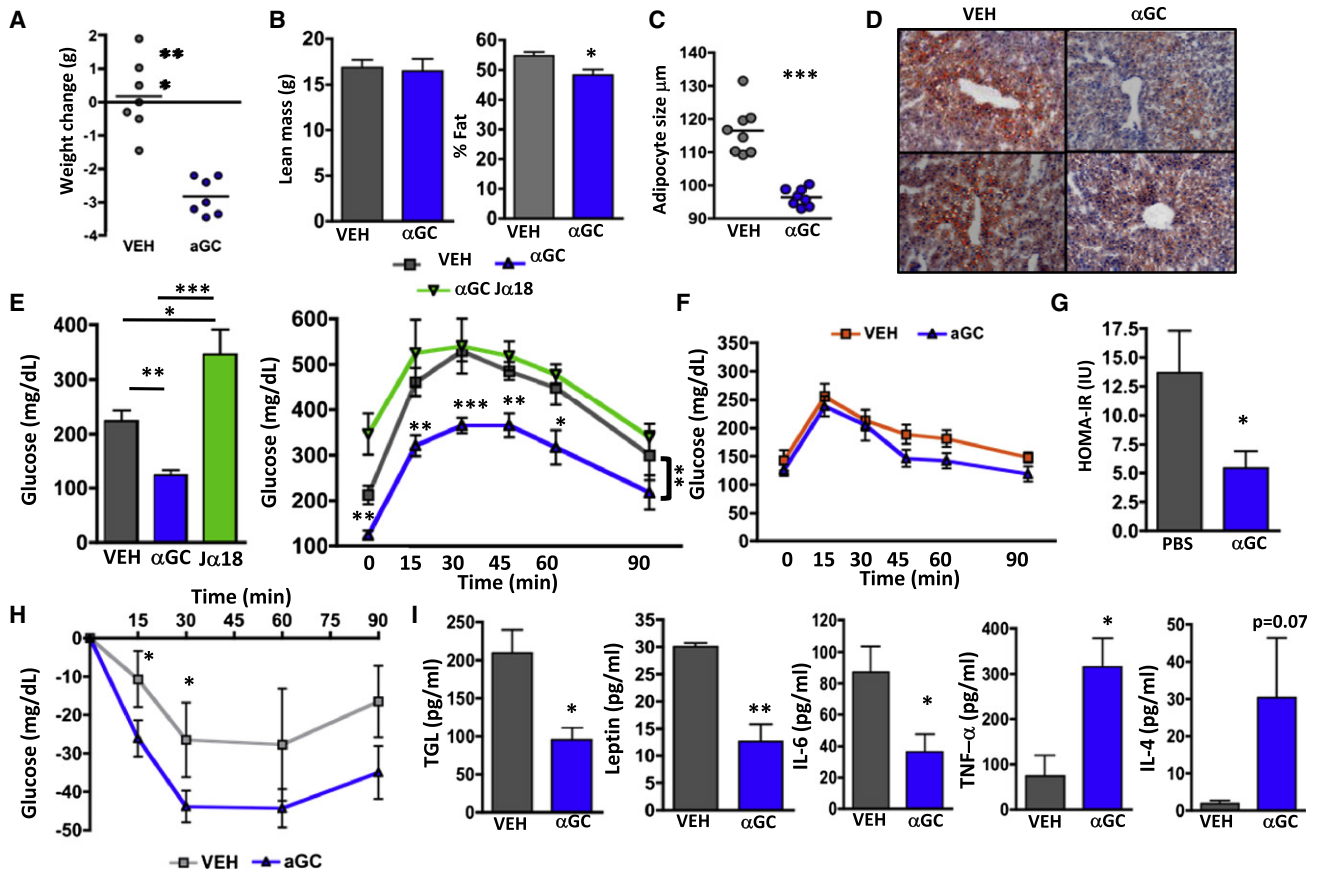 A
Weight change (g)
2
1
0
-1
-2
-3
-4
**
*
VEH
aGC
B
Lean mass (g)
20
15
10
5
0
VEH
αGC
% Fat
60
50
40
30
20
10
0
*
VEH
αGC
C
Adipocyte size μm
140
130
120
110
100
90
***
VEH
αGC
D
VEH
αGC
VEH
αGC
αGC Jα18
E
Glucose (mg/dL)
400
300
200
100
0
***
*
**
VEH
αGC
Jα18
Glucose (mg/dL)
600
500
400
300
200
100
**
**
***
**
*
**
0
15
30
45
60
90
Time (min)
F
VEH
aGC
Glucose (mg/dL)
350
300
250
200
150
100
50
0
0
15
30
45
60
90
Time (min)
G
HOMA-IR (IU)
17.5
15.0
12.5
10.0
7.5
5.0
2.5
0.0
*
PBS
αGC
H
Time (min)
15
30
45
60
75
90
Glucose (mg/dL)
0
-10
-20
-30
-40
-50
*
*
VEH
aGC
I
TGL (pg/ml)
250
200
150
100
50
0
*
VEH
αGC
Leptin (pg/ml)
35
30
25
20
15
10
5
0
**
VEH
αGC
IL-6 (pg/ml)
120
100
80
60
40
20
0
*
VEH
αGC
TNF–α (pg/ml)
400
300
200
100
0
*
VEH
αGC
IL-4 (pg/ml)
50
40
30
20
10
0
p=0.07
VEH
αGC